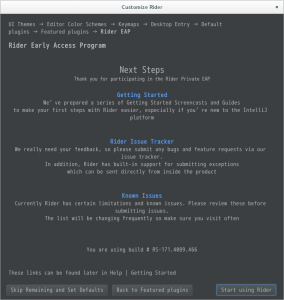 Customize Rider
UI Themes → Editor Color Schemes → Keymaps → Desktop Entry → Default
plugins → Featured plugins → Rider EAP
Rider Early Access Program
Next Steps
Thank you for participating in the Rider Private EAP
Getting Started
We' ve prepared a series of Getting Started Screencasts and Guides
to make your first steps with Rider easier, especially if you' re new to the IntelliJ
platform
Rider Issue Tracker
We really need your feedback, so please submit any bugs and feature requests via our
issue tracker.
In addition, Rider has built-in support for submitting exceptions
which can be sent directly from inside the product
Known Issues
Currently Rider has certain limitations and known issues. Please review these before
submitting issues.
The list will be changing frequently so make sure you visit often
You are using build # RS-171.4089.466
These links can be found later in Help | Getting Started
Skip Remaining and Set Defaults
Back to Featured plugins
Start using Rider